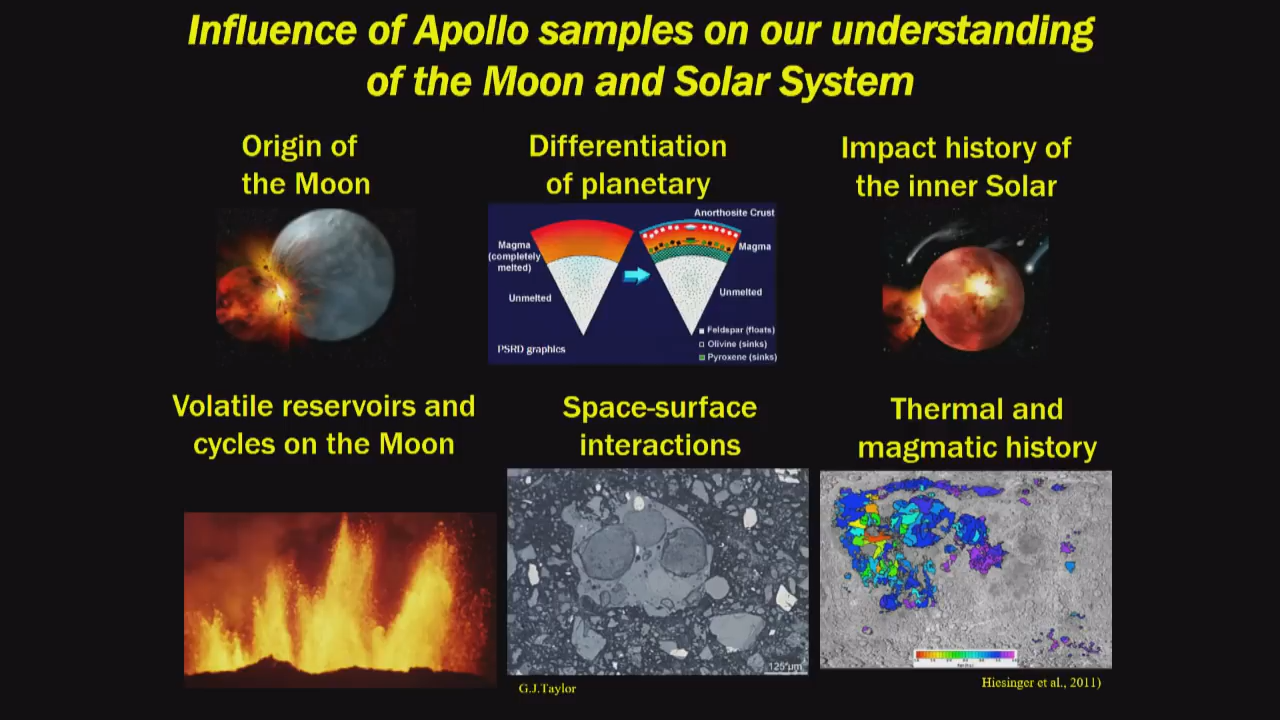 Influence of Apollo samples on our understanding
of the Moon and Solar System
Origin of
the Moon
Differentiation
of planetary
Impact history of
the inner Solar
Anorthosite Crust
Magma
(completely
melted)
Magma
Unmelted
Unmelted
Feldspar (floats)
Olivine (sinks)
Pyroxene (sinks)
PSRD graphics
Volatile reservoirs and
cycles on the Moon
Space-surface
interactions
Thermal and
magmatic history
125 µm
G.J.Taylor
Hiesinger et al., 2011)